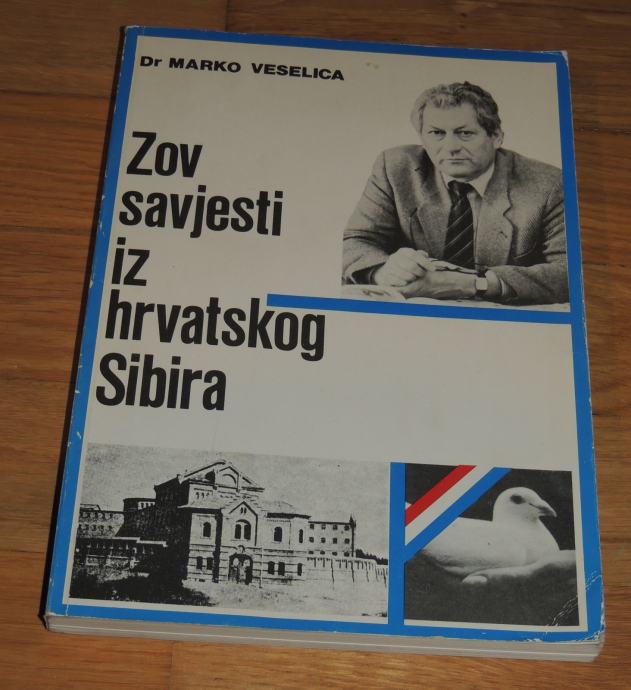 Dr MARKO VESELICA
Zov
savjesti
iz
hrvatskog
Sibira